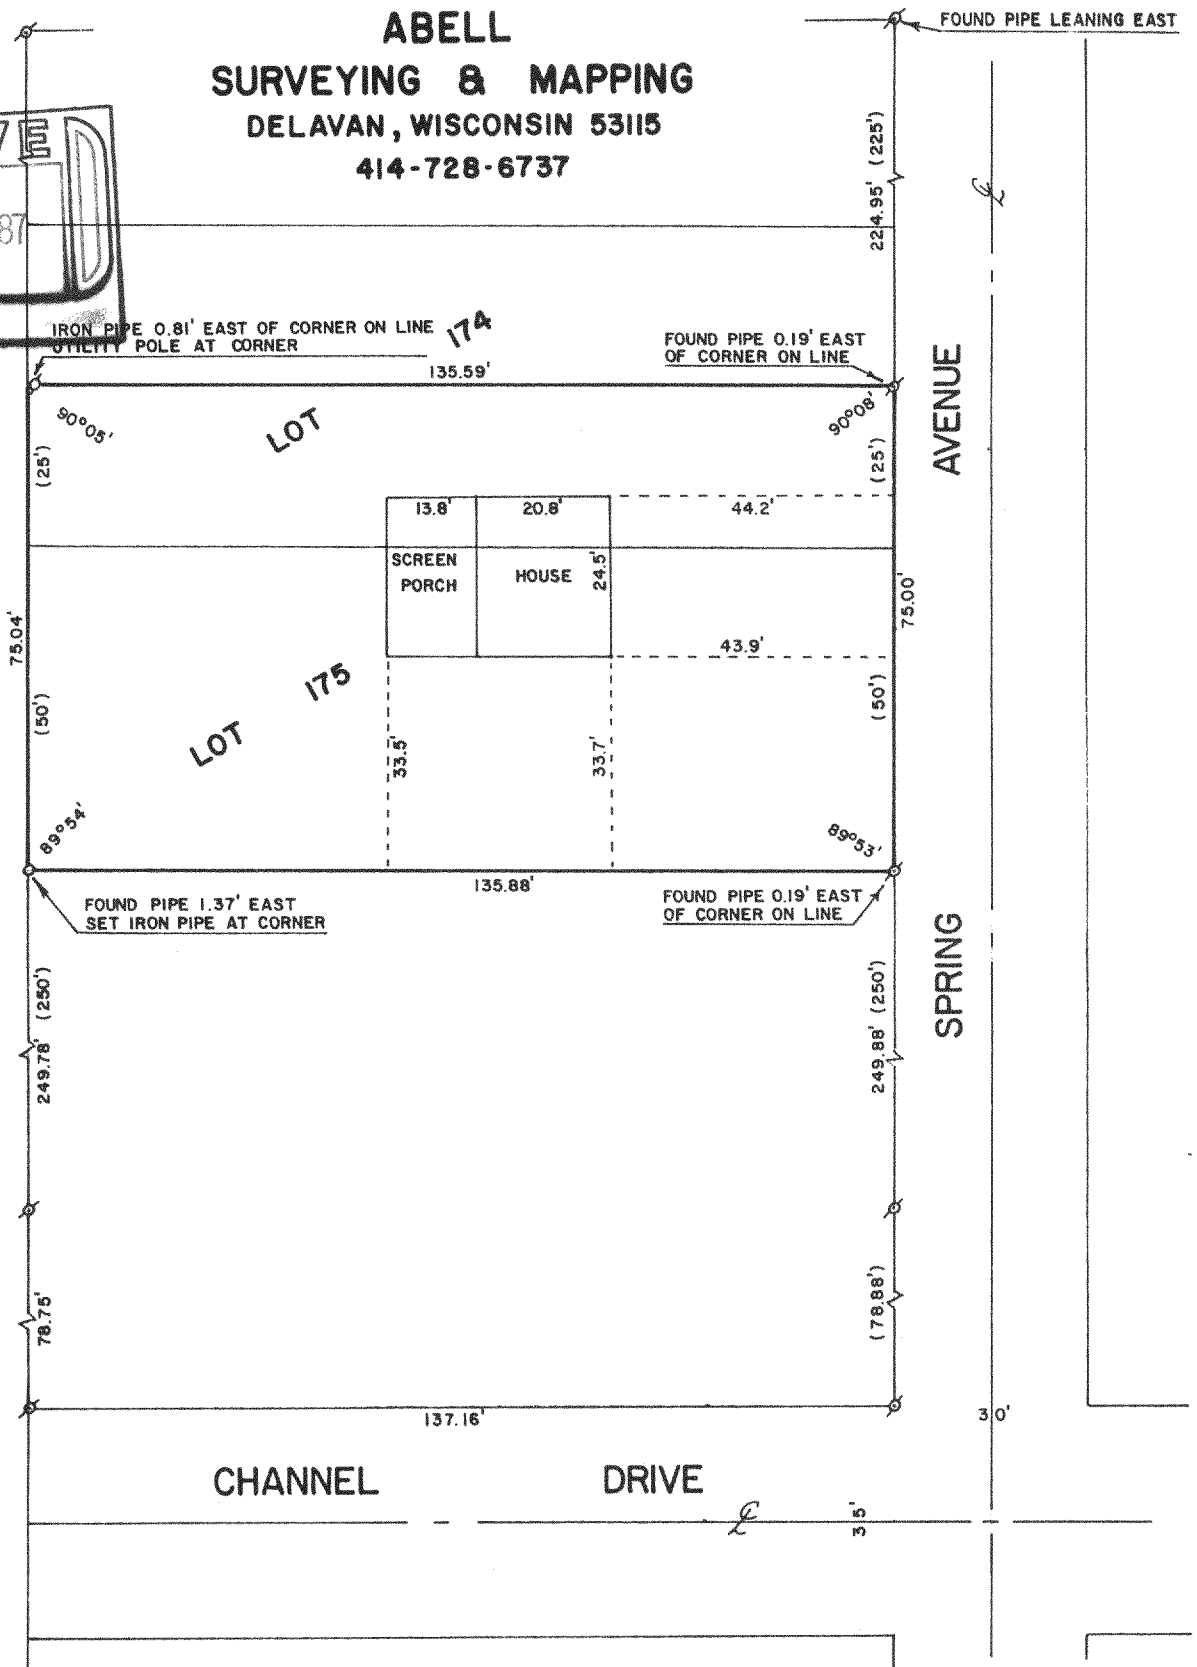 ABELL
FOUND PIPE LEANING EAST
SURVEYING & MAPPING
DELAVAN, WISCONSIN 53115
414-728-6737
VE
87
224.95' (225')
℄
IRON PIPE 0.81' EAST OF CORNER ON LINE
UTILITY POLE AT CORNER
174
FOUND PIPE 0.19' EAST
OF CORNER ON LINE
135.59'
90°05'
LOT
90°08'
(25')
(25')
AVENUE
13.8'
20.8'
44.2'
SCREEN
PORCH
HOUSE
24.5'
75.04'
75.00'
43.9'
175
LOT
(50')
(50')
33.5'
33.7'
89°54'
89°53'
135.88'
FOUND PIPE 1.37' EAST
SET IRON PIPE AT CORNER
FOUND PIPE 0.19' EAST
OF CORNER ON LINE
SPRING
249.78' (250')
249.88' (250')
78.75'
(78.88')
137.16'
30'
CHANNEL DRIVE
℄
35'